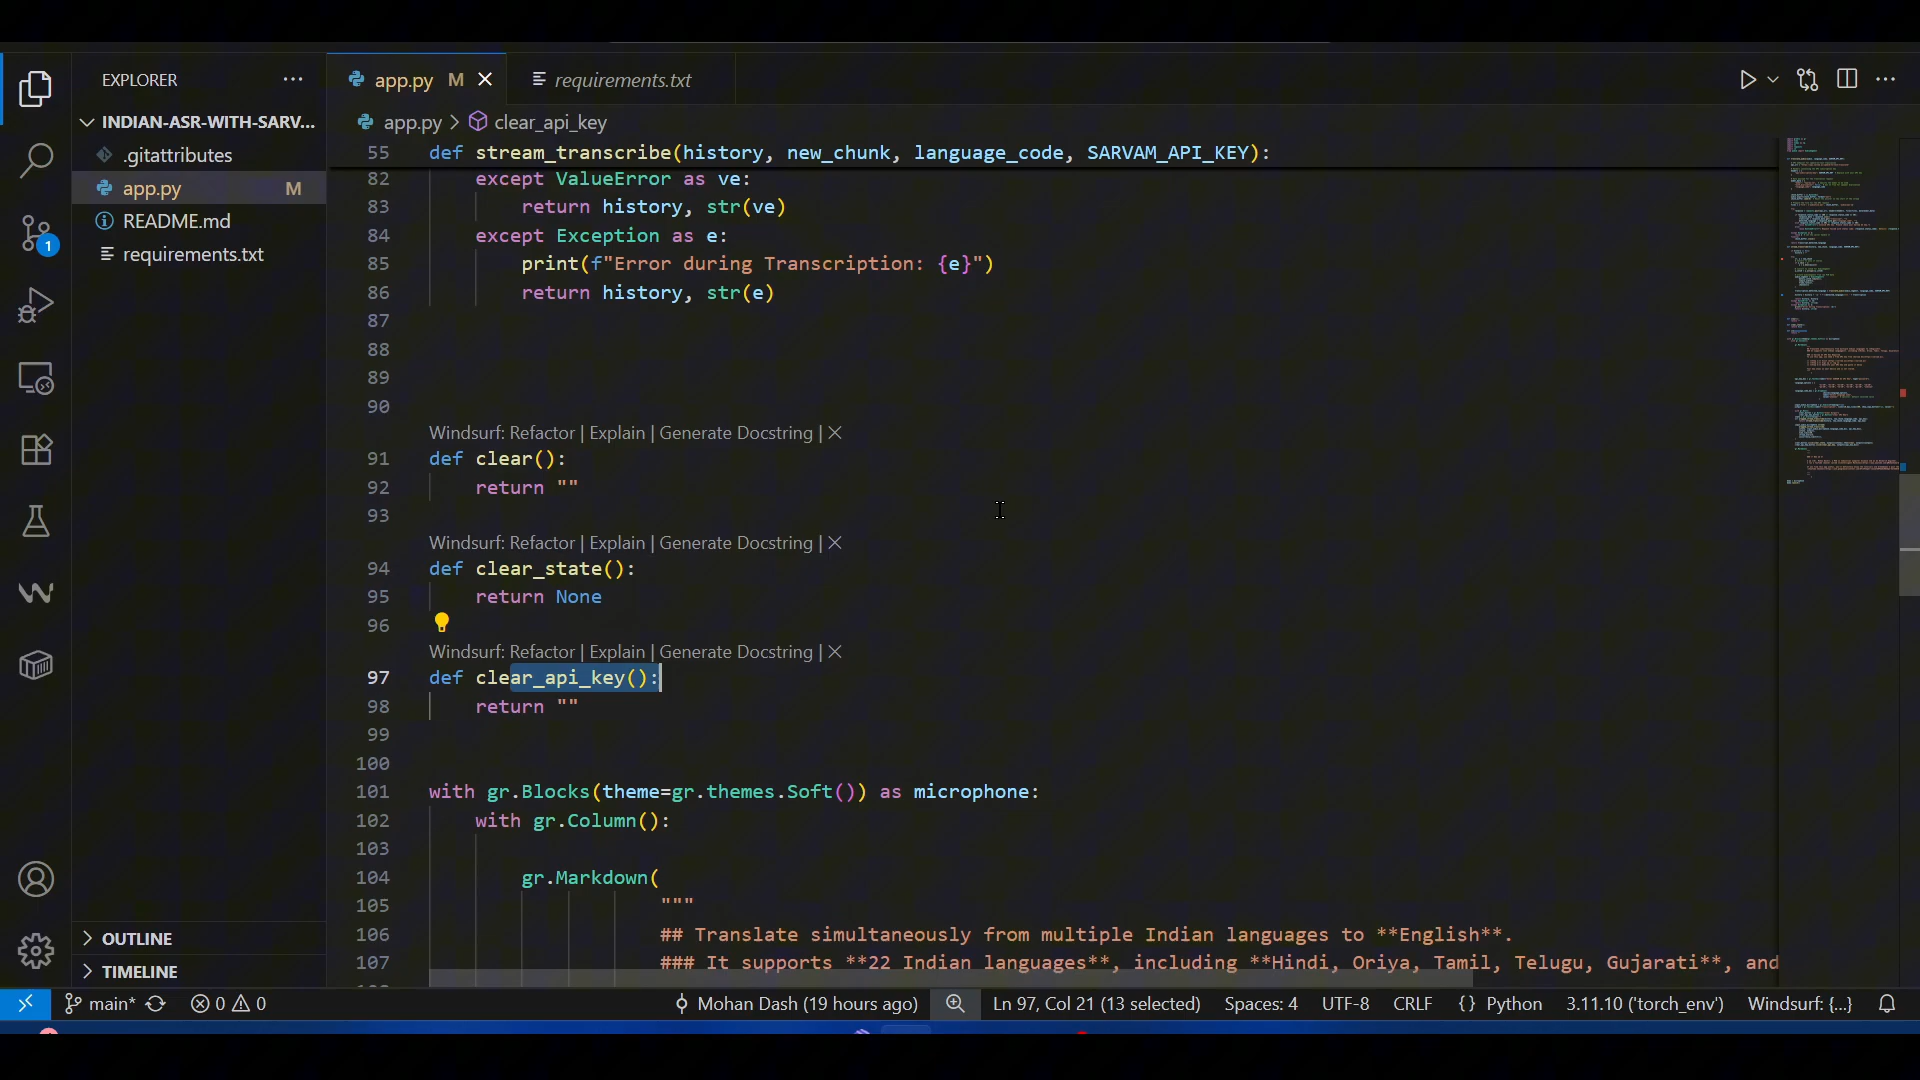 EXPLORER
INDIAN-ASR-WITH-SARV...
.gitattributes
app.py M
README.md
requirements.txt
OUTLINE
TIMELINE
1
app.py M
requirements.txt
app.py > clear_api_key
55 def stream_transcribe(history, new_chunk, language_code, SARVAM_API_KEY):
82 except ValueError as ve:
83 return history, str(ve)
84 except Exception as e:
85 print(f"Error during Transcription: {e}")
86 return history, str(e)
87
88
89
90
Windsurf: Refactor | Explain | Generate Docstring |
91 def clear():
92 return ""
93
Windsurf: Refactor | Explain | Generate Docstring |
94 def clear_state():
95 return None
96
Windsurf: Refactor | Explain | Generate Docstring |
97 def clear_api_key():
98 return ""
99
100
101 with gr.Blocks(theme=gr.themes.Soft()) as microphone:
102 with gr.Column():
103
104 gr.Markdown(
105 """
106 ## Translate simultaneously from multiple Indian languages to **English**.
107 ### It supports **22 Indian languages**, including **Hindi, Oriya, Tamil, Telugu, Gujarati**, and
main* 0 0 Mohan Dash (19 hours ago) Ln 97, Col 21 (13 selected) Spaces: 4 UTF-8 CRLF {} Python 3.11.10 ('torch_env') Windsurf: {...}